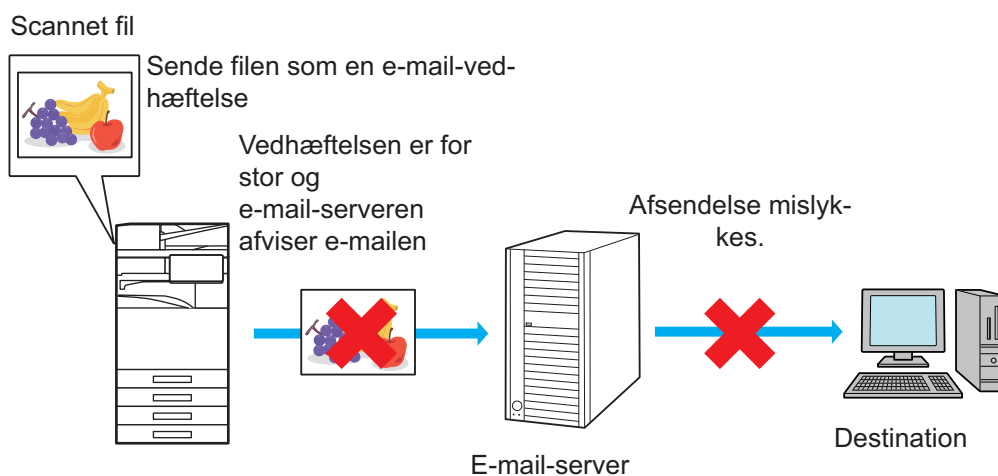 Scannet fil
Sende filen som en e-mail-ved-
hæftelse
Vedhæftelsen er for
stor og
e-mail-serveren
afviser e-mailen
Afsendelse mislyk-
kes.
Destination
E-mail-server